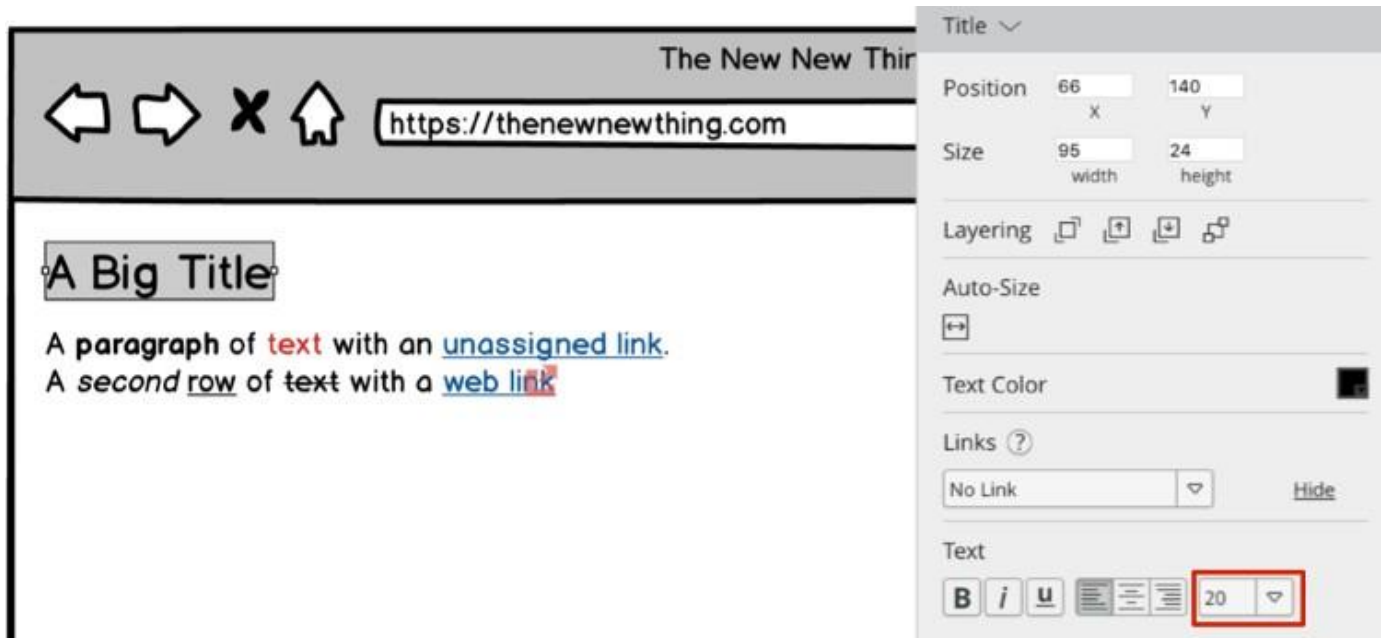 The New New Thin
https://thenewnewthing.com
A Big Title
A paragraph of text with an unassigned link.
A second row of text with a web link
Title
Position 66 140
X Y
Size 95 24
width height
Layering
Auto-Size
Text Color
Links ?
No Link Hide
Text
B i u 20